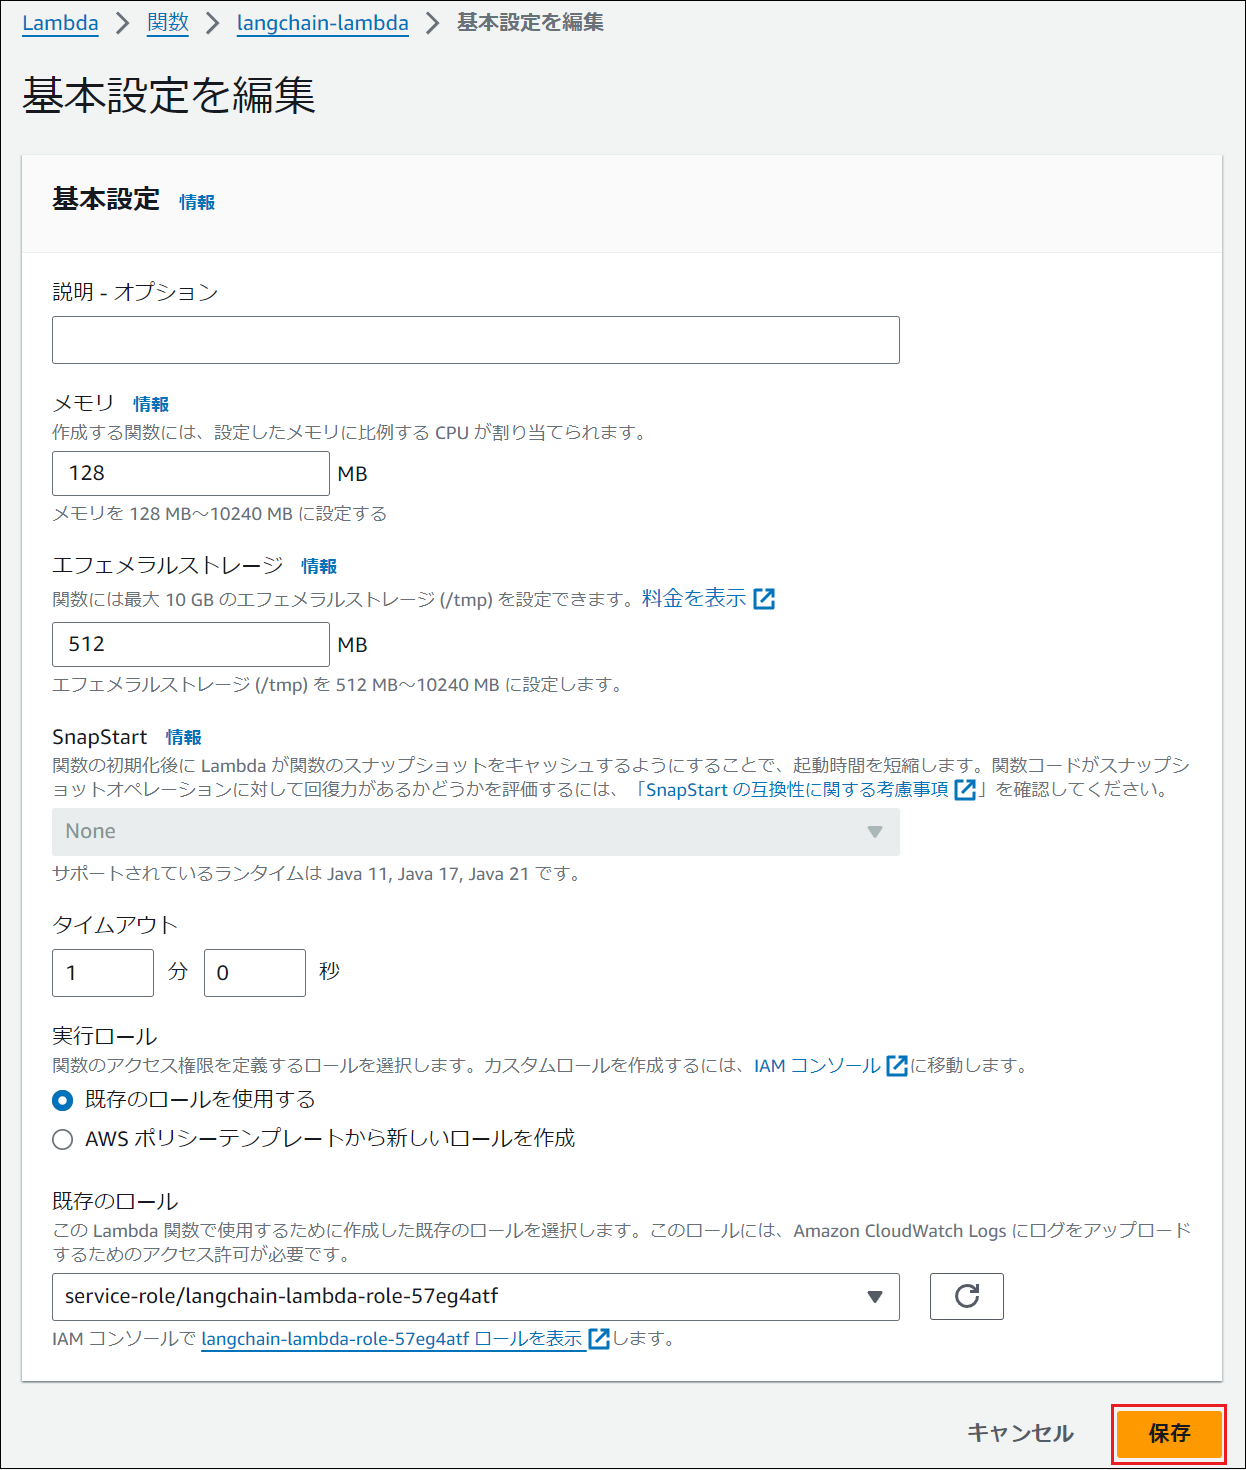 Lambda > 関数 > langchain-lambda > 基本設定を編集
基本設定を編集
基本設定 情報
説明 - オプション
メモリ 情報
作成する関数には、設定したメモリに比例する CPU が割り当てられます。
128 MB
メモリを 128 MB～10240 MB に設定する
エフェメラルストレージ 情報
関数には最大 10 GB のエフェメラルストレージ (/tmp) を設定できます。料金を表示
512 MB
エフェメラルストレージ (/tmp) を 512 MB～10240 MB に設定します。
SnapStart 情報
関数の初期化後に Lambda が関数のスナップショットをキャッシュするようにすることで、起動時間を短縮します。関数コードがスナップシ
ョットオペレーションに対して回復力があるかどうかを評価するには、「SnapStart の互換性に関する考慮事項」を確認してください。
None
サポートされているランタイムは Java 11, Java 17, Java 21 です。
タイムアウト
1 分 0 秒
実行ロール
関数のアクセス権限を定義するロールを選択します。カスタムロールを作成するには、IAM コンソールに移動します。
既存のロールを使用する
AWS ポリシーテンプレートから新しいロールを作成
既存のロール
この Lambda 関数で使用するために作成した既存のロールを選択します。このロールには、Amazon CloudWatch Logs にログをアップロード
するためのアクセス許可が必要です。
service-role/langchain-lambda-role-57eg4atf
IAM コンソールで langchain-lambda-role-57eg4atf ロールを表示します。
キャンセル 保存